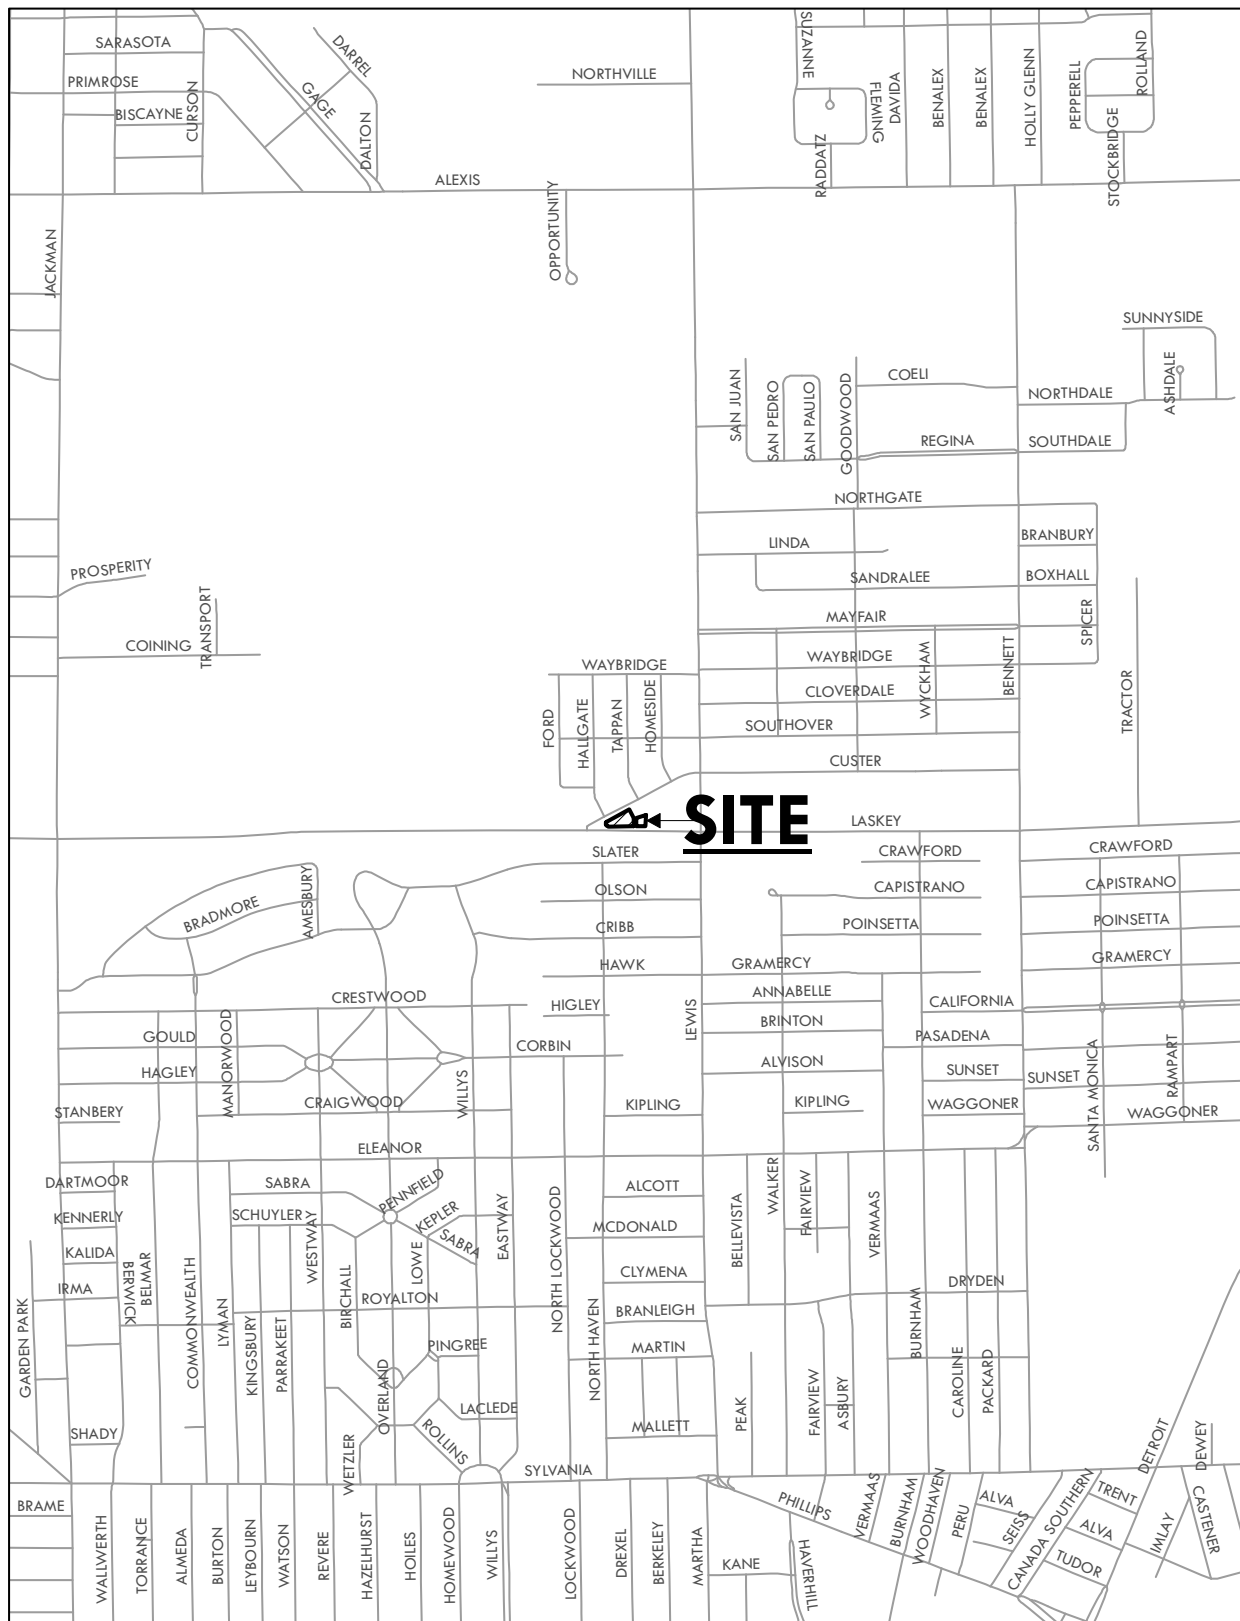 SARASOTA
DARREL
SUZANNE
ROLLAND
PRIMROSE
NORTHVILLE
GAGE
BISCAYNE
CURSON
DALTON
FLEMING
DAVIDA
BENALEX
BENALEX
HOLLY GLENN
PEPPERELL
RADDATZ
STOCKBRIDGE
ALEXIS
OPPORTUNITY
JACKMAN
SUNNYSIDE
ASHDALE
COELI
NORTHDALE
SAN JUAN
SAN PEDRO
SAN PAULO
GOODWOOD
REGINA
SOUTHDALE
NORTHGATE
LINDA
BRANBURY
PROSPERITY
SANDRALEE
BOXHALL
TRANSPORT
MAYFAIR
SPICER
COINING
WAYBRIDGE
WAYBRIDGE
WYCKHAM
BENNETT
CLOVERDALE
FORD
HALLGATE
TAPPAN
HOMESIDE
SOUTHOVER
TRACTOR
CUSTER
SITE
LASKEY
SLATER
CRAWFORD
CRAWFORD
BRADMORE
AMESBURY
OLSON
CAPISTRANO
CAPISTRANO
CRIBB
POINSETTA
POINSETTA
HAWK
GRAMERCY
GRAMERCY
CRESTWOOD
HIGLEY
LEWIS
ANNABELLE
CALIFORNIA
GOULD
MANORWOOD
CORBIN
BRINTON
PASADENA
HAGLEY
WILLYS
ALVISON
SUNSET
SUNSET
SANTA MONICA
RAMPART
STANBERY
CRAIGWOOD
KIPLING
KIPLING
WAGGONER
WAGGONER
ELEANOR
DARTMOOR
SABRA
PENNFIELD
ALCOTT
WALKER
FAIRVIEW
KENNERLY
SCHUYLER
WESTWAY
KEPLER
SABRA
EASTWAY
NORTH LOCKWOOD
MCDONALD
BELLEVISTA
VERMAAS
KALIDA
BERWICK
BELMAR
COMMONWEALTH
LOWE
CLYMENA
DRYDEN
IRMA
LYMAN
BIRCHALL
ROYALTON
BRANLEIGH
BURNHAM
GARDEN PARK
KINGSBURY
PARRAKEET
PINGREE
NORTH HAVEN
MARTIN
OVERLAND
PEAK
FAIRVIEW
ASBURY
CAROLINE
PACKARD
LACLEDE
SHADY
ROLLINS
MALLETT
DETROIT
DEWEY
WETZLER
SYLVANIA
BRAME
WALLWERTH
TORRANCE
ALMEDA
BURTON
LEYBOURN
WATSON
REVERE
HAZELHURST
HOILES
HOMEWOOD
WILLYS
LOCKWOOD
DREXEL
BERKELEY
MARTHA
KANE
PHILLIPS
HAVERHILL
VERMAAS
BURNHAM
WOODHAVEN
PERU
ALVA
SEISS
CANADA SOUTHERN
TRENT
ALVA
TUDOR
IMLAY
CASTENER